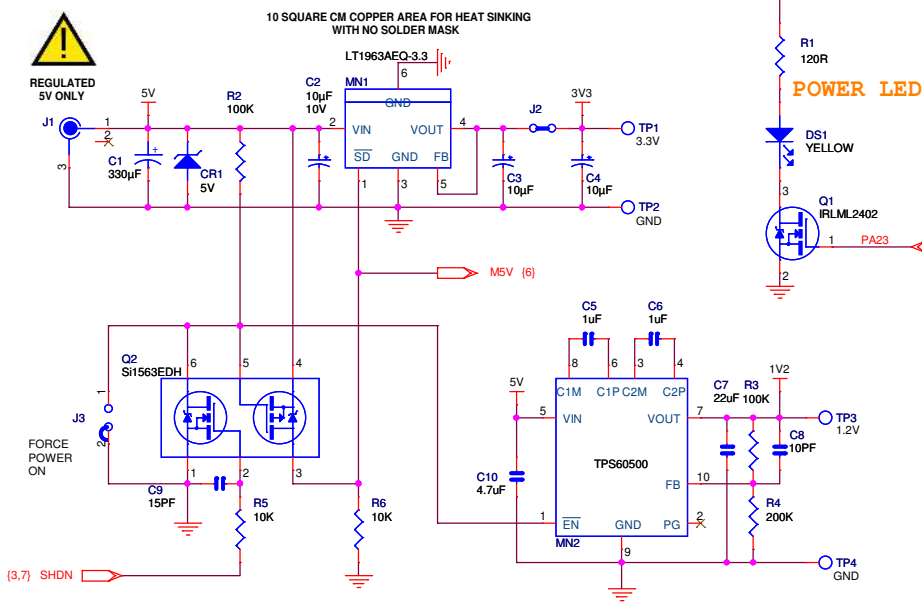 10 SQUARE CM COPPER AREA FOR HEAT SINKING
WITH NO SOLDER MASK
!
REGULATED
5V ONLY
J1
1
2
3
5V
C1
330µF
CR1
5V
R2
100K
C2
10µF
10V
LT1963AEQ-3.3
MN1
6
GND
2
VIN
VOUT
4
SD
GND
FB
1
3
5
C3
10µF
J2
3V3
C4
10µF
TP1
3.3V
TP2
GND
R1
120R
POWER LED
DS1
YELLOW
3
Q1
IRLML2402
1
PA23
2
M5V {6}
Q2
Si1563EDH
6
5
4
1
2
3
J3
1
2
FORCE
POWER
ON
C9
15PF
R5
10K
R6
10K
{3,7} SHDN
C5
1uF
C6
1uF
8
6
3
4
C1M
C1P
C2M
C2P
5V
5
VIN
VOUT
7
TPS60500
C10
4.7uF
FB
10
1
EN
GND
PG
2
MN2
9
C7
22uF
R3
100K
1V2
C8
10PF
R4
200K
TP3
1.2V
TP4
GND